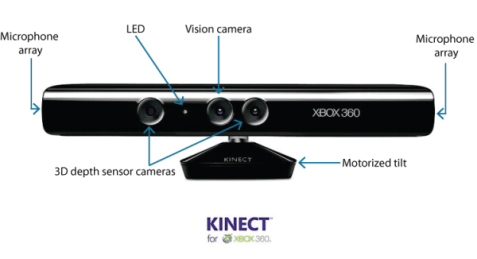 LED
Vision camera
Microphone
array
Microphone
array
XBOX 360
KINECT
Motorized tilt
3D depth sensor cameras
KINECT™
for XBOX 360.